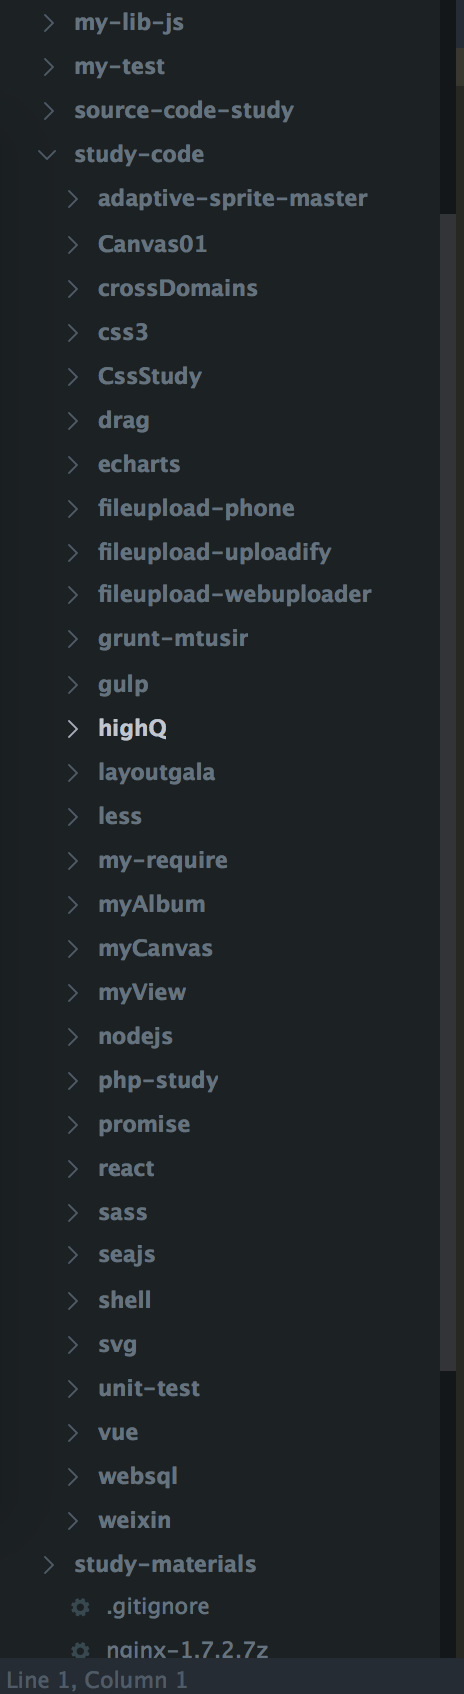 my-lib-js
my-test
source-code-study
study-code
adaptive-sprite-master
Canvas01
crossDomains
css3
CssStudy
drag
echarts
fileupload-phone
fileupload-uploadify
fileupload-webuploader
grunt-mtusir
gulp
highQ
layoutgala
less
my-require
myAlbum
myCanvas
myView
nodejs
php-study
promise
react
sass
seajs
shell
svg
unit-test
vue
websql
weixin
study-materials
.gitignore
nginx-1.7.2.7z
Line 1, Column 1